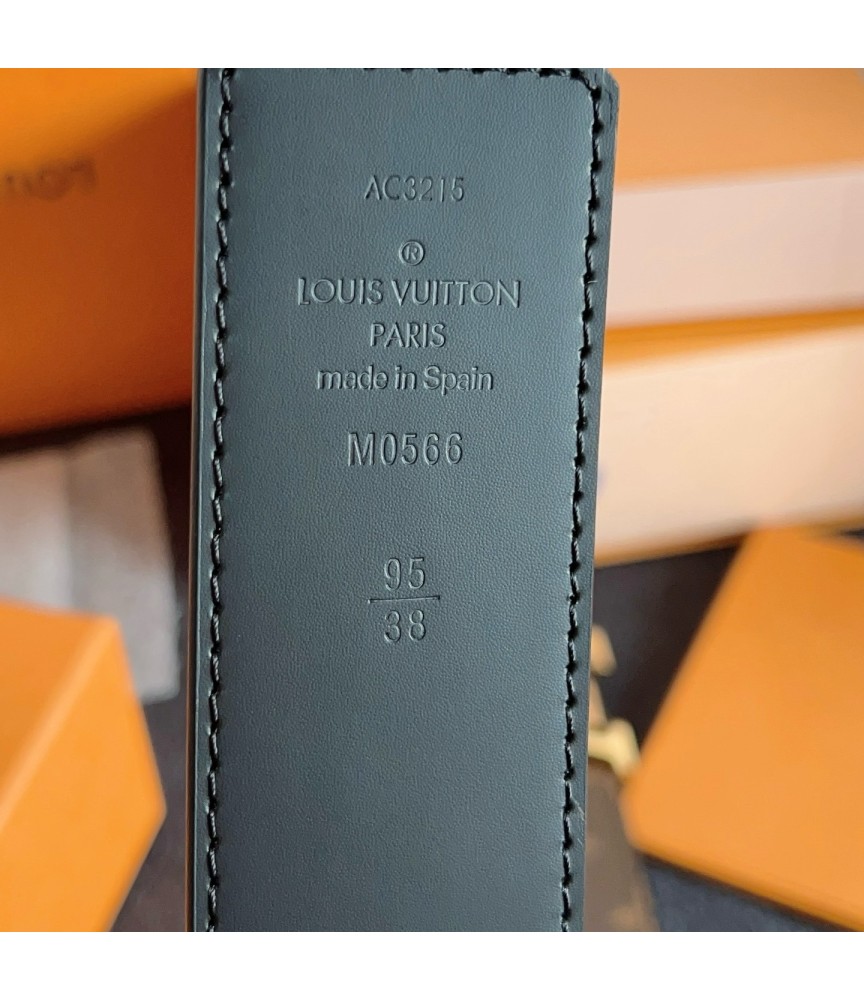 AC3215
®
LOUIS VUITTON
PARIS
made in Spain
M0566
95
38